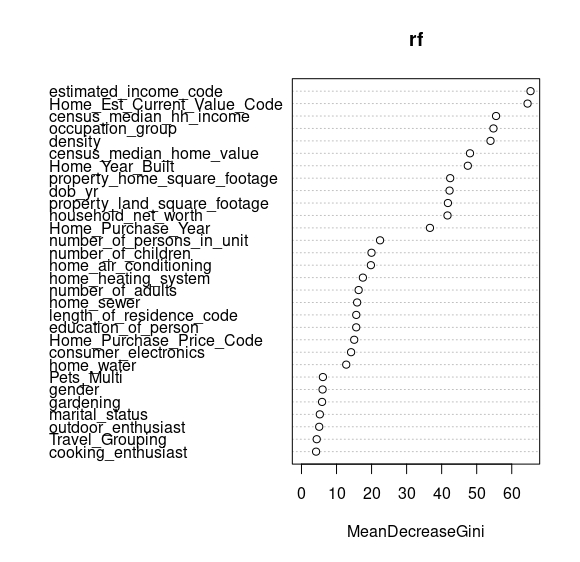 rf
estimated_income_code
Home_Est_Current_Value_Code
census_median_hh_income
occupation_group
density
census_median_home_value
Home_Year_Built
property_home_square_footage
dob_yr
property_land_square_footage
household_net_worth
Home_Purchase_Year
number_of_persons_in_unit
number_of_children
home_air_conditioning
home_heating_system
number_of_adults
home_sewer
length_of_residence_code
education_of_person
Home_Purchase_Price_Code
consumer_electronics
home_water
Pets_Multi
gender
gardening
marital_status
outdoor_enthusiast
Travel_Grouping
cooking_enthusiast
0 10 20 30 40 50 60
MeanDecreaseGini